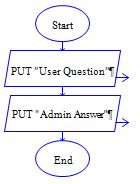 Start
PUT "User Question"¶
PUT "Admin Answer"¶
End